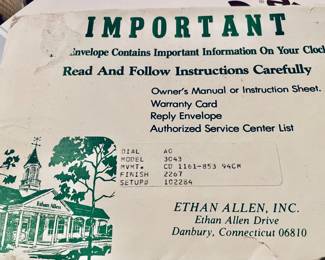 IMPORTANT
Envelope Contains Important Information On Your Clock
Read And Follow Instructions Carefully
Owner's Manual or Instruction Sheet.
Warranty Card
Reply Envelope
Authorized Service Center List
DIAL AG
MODEL 3043
MVMT. CD 1161-853 94CM
FINISH 2267
SETUP# 102284
Ethan Allen
ETHAN ALLEN, INC.
Ethan Allen Drive
Danbury, Connecticut 06810